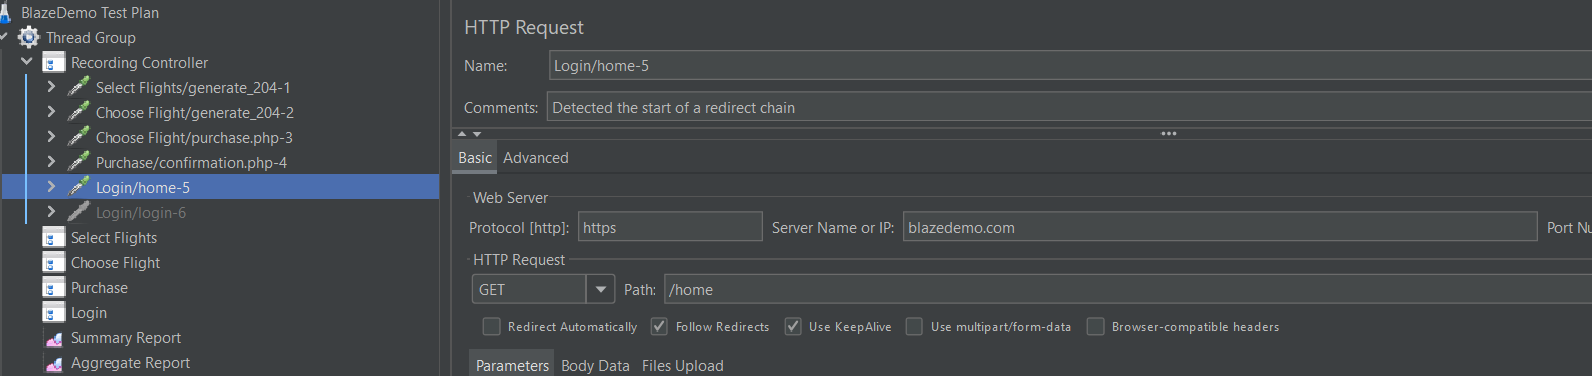 BlazeDemo Test Plan
Thread Group
Recording Controller
Select Flights/generate_204-1
Choose Flight/generate_204-2
Choose Flight/purchase.php-3
Purchase/confirmation.php-4
Login/home-5
Login/login-6
Select Flights
Choose Flight
Purchase
Login
Summary Report
Aggregate Report
HTTP Request
Name: Login/home-5
Comments: Detected the start of a redirect chain
Basic Advanced
Web Server
Protocol [http]: https Server Name or IP: blazedemo.com Port Nu
HTTP Request
GET Path: /home
Redirect Automatically Follow Redirects Use KeepAlive Use multipart/form-data Browser-compatible headers
Parameters Body Data Files Upload